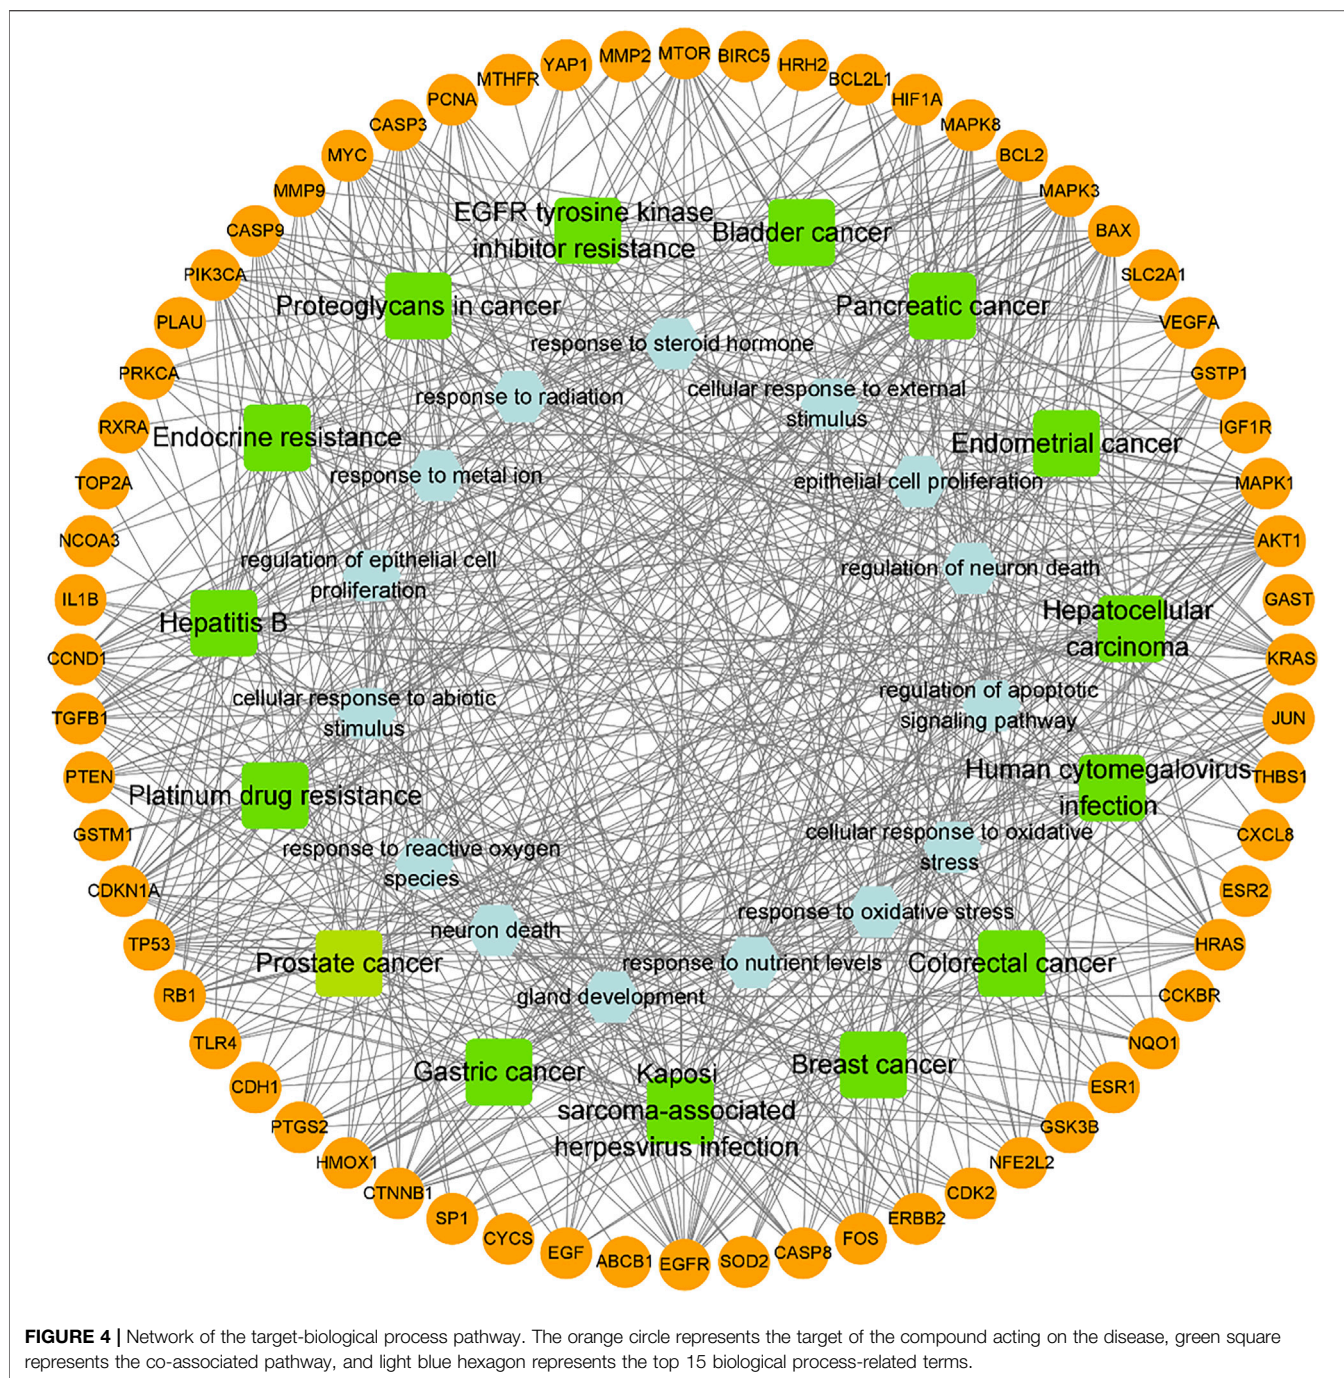 MTOR
BIRC5
HRH2
BCL2L1
HIF1A
MAPK8
BCL2
MAPK3
BAX
SLC2A1
VEGFA
GSTP1
IGF1R
MAPK1
AKT1
GAST
KRAS
JUN
THBS1
CXCL8
ESR2
HRAS
CCKBR
NQO1
ESR1
GSK3B
NFE2L2
CDK2
ERBB2
FOS
CASP8
SOD2
EGFR
ABCB1
EGF
CYCS
SP1
CTNNB1
HMOX1
PTGS2
CDH1
TLR4
RB1
TP53
CDKN1A
GSTM1
PTEN
TGFB1
CCND1
IL1B
NCOA3
TOP2A
RXRA
PRKCA
PLAU
PIK3CA
CASP9
MMP9
MYC
CASP3
PCNA
MTHFR
YAP1
MMP2
EGFR tyrosine kinase
inhibitor resistance
Bladder cancer
Proteoglycans in cancer
Pancreatic cancer
response to steroid hormone
response to radiation
cellular response to external
stimulus
Endocrine resistance
Endometrial cancer
response to metal ion
epithelial cell proliferation
regulation of epithelial cell
proliferation
regulation of neuron death
Hepatitis B
Hepatocellular
carcinoma
cellular response to abiotic
stimulus
regulation of apoptotic
signaling pathway
Platinum drug resistance
Human cytomegalovirus
infection
response to reactive oxygen
species
cellular response to oxidative
stress
neuron death
response to oxidative stress
Prostate cancer
response to nutrient levels
Colorectal cancer
gland development
Gastric cancer
Breast cancer
Kaposi
sarcoma-associated
herpesvirus infection
FIGURE 4 | Network of the target-biological process pathway. The orange circle represents the target of the compound acting on the disease, green square
represents the co-associated pathway, and light blue hexagon represents the top 15 biological process-related terms.